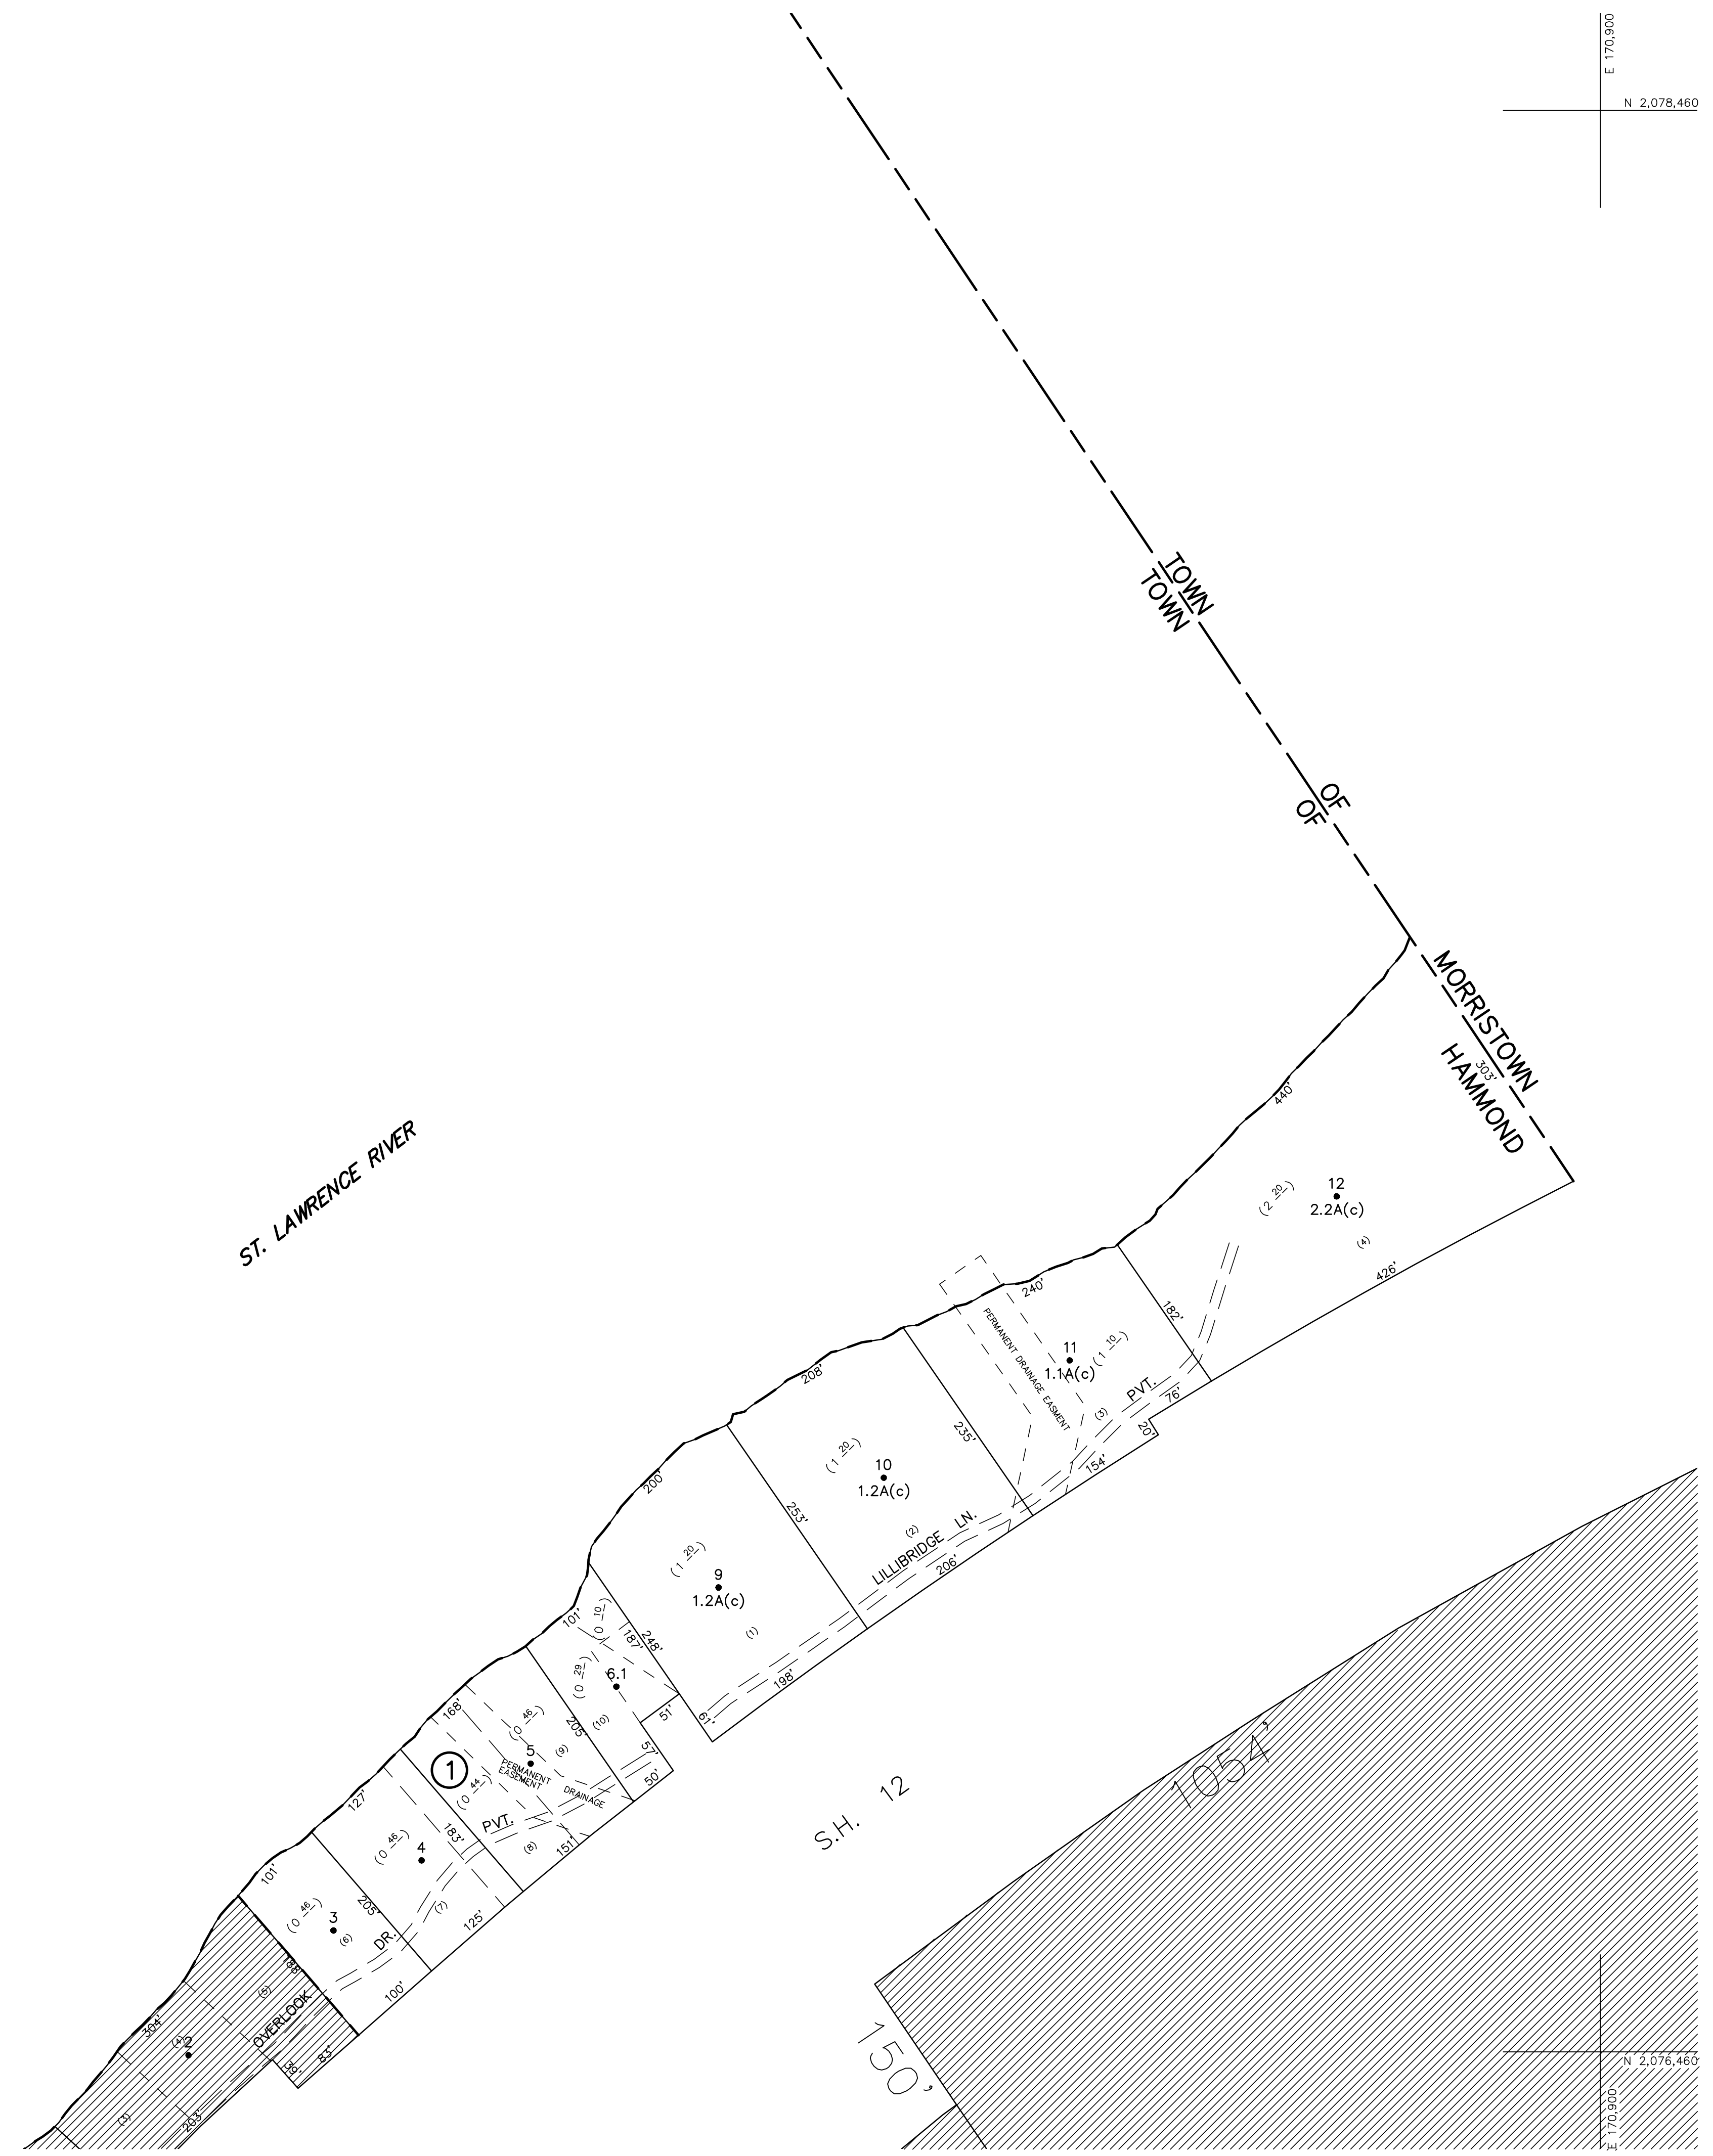 E 170,900
N 2,078,460
TOWN
TOWN
OF
OF
MORRISTOWN
303'
HAMMOND
ST. LAWRENCE RIVER
440'
12
2.2A(c)
(2 20)
(4)
426'
182'
240'
PERMANENT DRAINAGE EASMENT
11
1.1A(c)
(1 10)
(3)
PVT.
76'
20'
154'
208'
235'
(1 20)
10
1.2A(c)
(2)
LILLIBRIDGE LN.
206'
200'
253'
(1 20)
9
1.2A(c)
(1)
198'
61'
248'
187'
101'
(0 10)
(0 29)
6.1
(10)
51'
57'
50'
205'
168'
(0 46)
5
(9)
PERMANENT
EASEMENT
DRAINAGE
1
(0 44)
PVT.
(8)
151'
127'
183'
(0 46)
4
(7)
125'
101'
205'
(0 46)
3
(6)
DR.
100'
188'
(5)
OVERLOOK
304'
(4)
2
39'
83'
(3)
203'
S.H. 12
1054'
150'
N 2,076,460
E 170,900